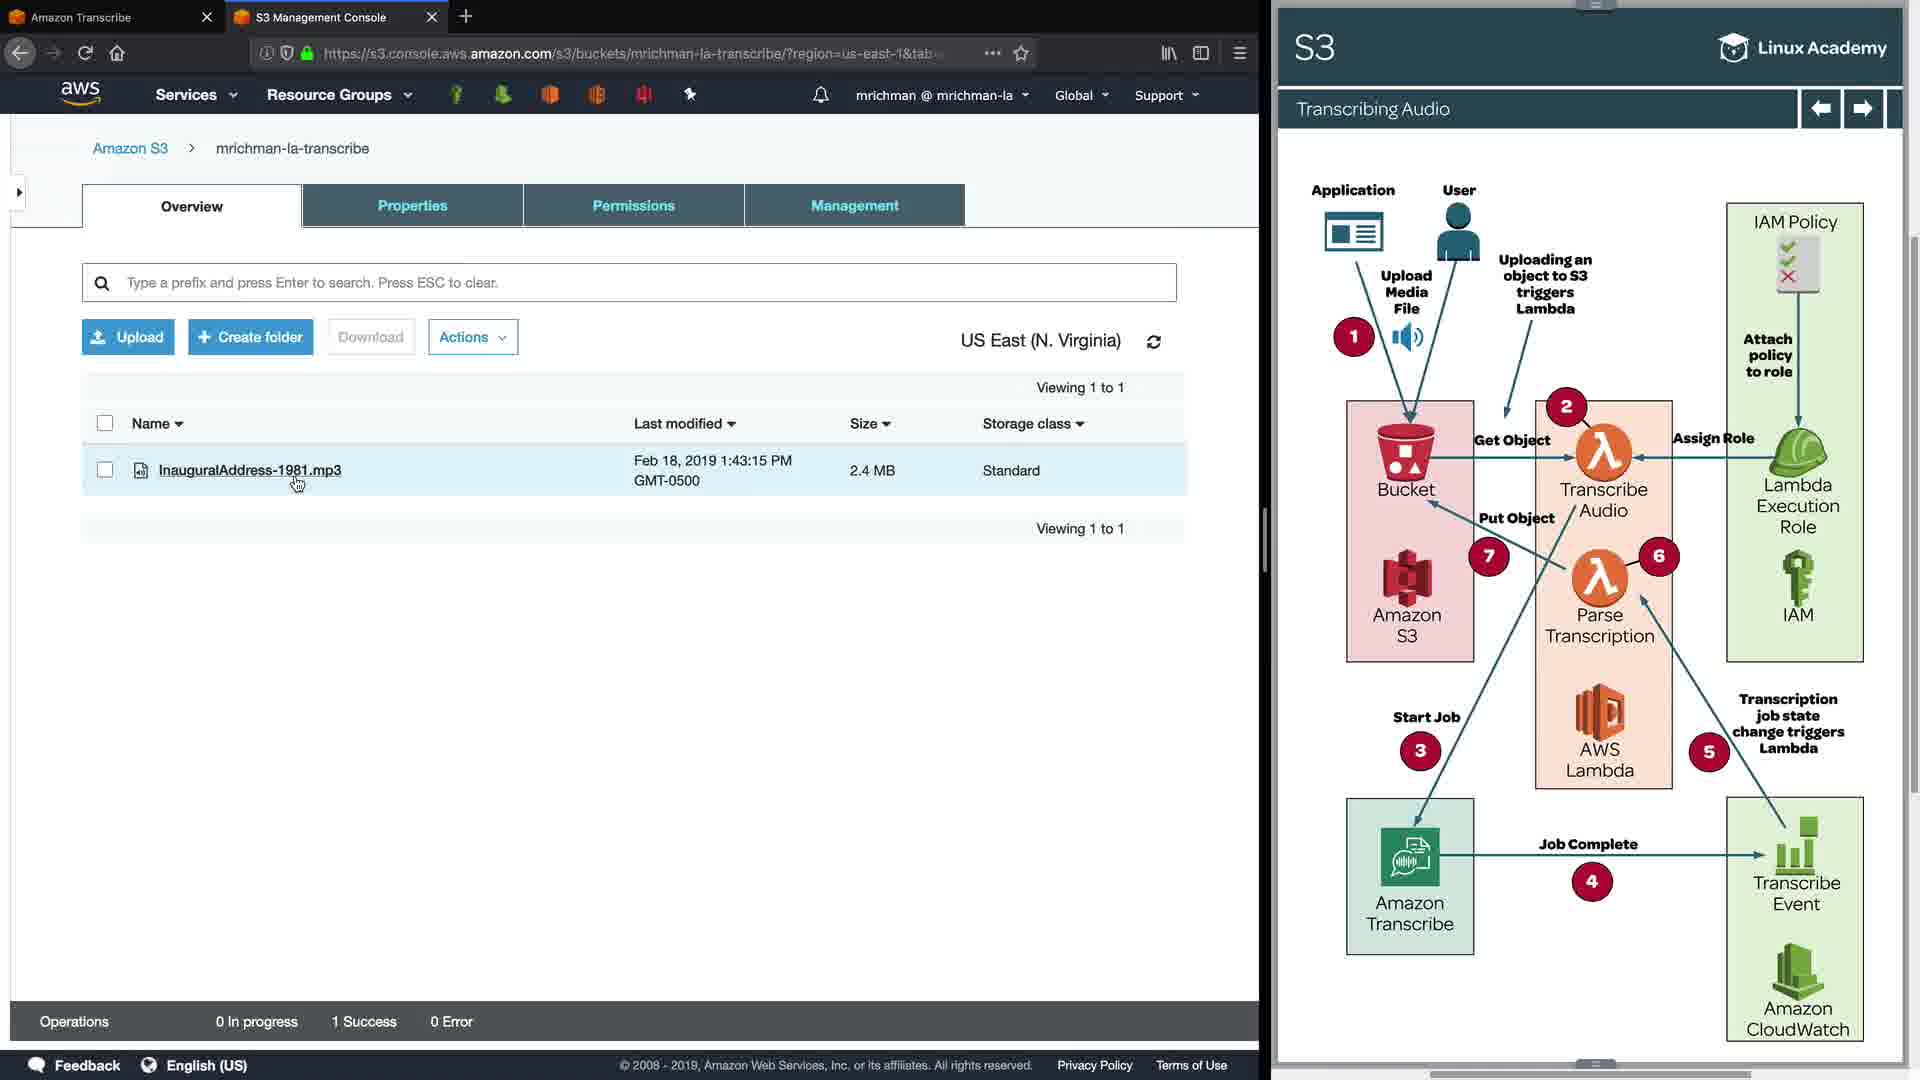 Amazon Transcribe
S3 Management Console
https://s3.console.aws.amazon.com/s3/buckets/mrichman-la-transcribe/?region=us-east-1&tab=
aws
Services
Resource Groups
mrichman @ mrichman-la
Global
Support
Amazon S3
mrichman-la-transcribe
Overview
Properties
Permissions
Management
Type a prefix and press Enter to search. Press ESC to clear.
Upload
Create folder
Download
Actions
US East (N. Virginia)
Viewing 1 to 1
Name
Last modified
Size
Storage class
InauguralAddress-1981.mp3
Feb 18, 2019 1:43:15 PM
GMT-0500
2.4 MB
Standard
Viewing 1 to 1
Operations
0 In progress
1 Success
0 Error
Feedback
English (US)
© 2008 - 2019, Amazon Web Services, Inc. or its affiliates. All rights reserved.
Privacy Policy
Terms of Use
S3
Linux Academy
Transcribing Audio
Application
User
Upload
Media
File
1
Uploading an
object to S3
triggers
Lambda
IAM Policy
Attach
policy
to role
2
Get Object
Assign Role
Bucket
Transcribe
Audio
Lambda
Execution
Role
Put Object
7
6
Amazon
S3
Parse
Transcription
IAM
Start Job
3
AWS
Lambda
Transcription
job state
change triggers
Lambda
5
Job Complete
4
Amazon
Transcribe
Transcribe
Event
Amazon
CloudWatch